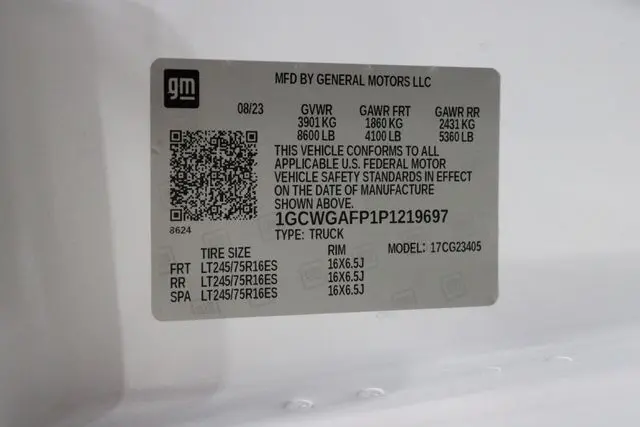 gm
MFD BY GENERAL MOTORS LLC
08/23 GVWR GAWR FRT GAWR RR
3901 KG 1860 KG 2431 KG
8600 LB 4100 LB 5360 LB
THIS VEHICLE CONFORMS TO ALL
APPLICABLE U.S. FEDERAL MOTOR
VEHICLE SAFETY STANDARDS IN EFFECT
ON THE DATE OF MANUFACTURE
SHOWN ABOVE.
8624
1GCWGAFP1P1219697
TYPE: TRUCK
TIRE SIZE RIM MODEL: 17CG23405
FRT LT245/75R16ES 16X6.5J
RR LT245/75R16ES 16X6.5J
SPA LT245/75R16ES 16X6.5J